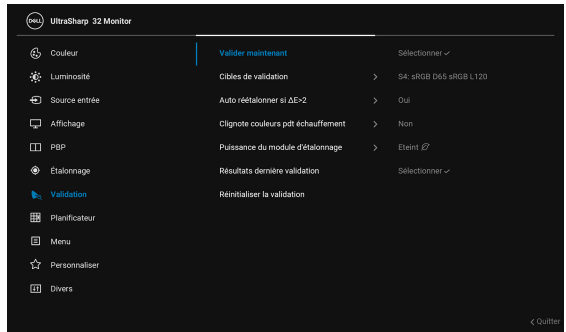 DELL UltraSharp 32 Monitor
Couleur Valider maintenant Sélectionner
Luminosité Cibles de validation S4: sRGB D65 sRGB L120
Source entrée Auto réétalonner si ΔE>2 Oui
Affichage Clignote couleurs pdt échauffement Non
PBP Puissance du module d'étalonnage Eteint
Étalonnage Résultats dernière validation Sélectionner
Validation Réinitialiser la validation
Planificateur
Menu
Personnaliser
Divers
Quitter